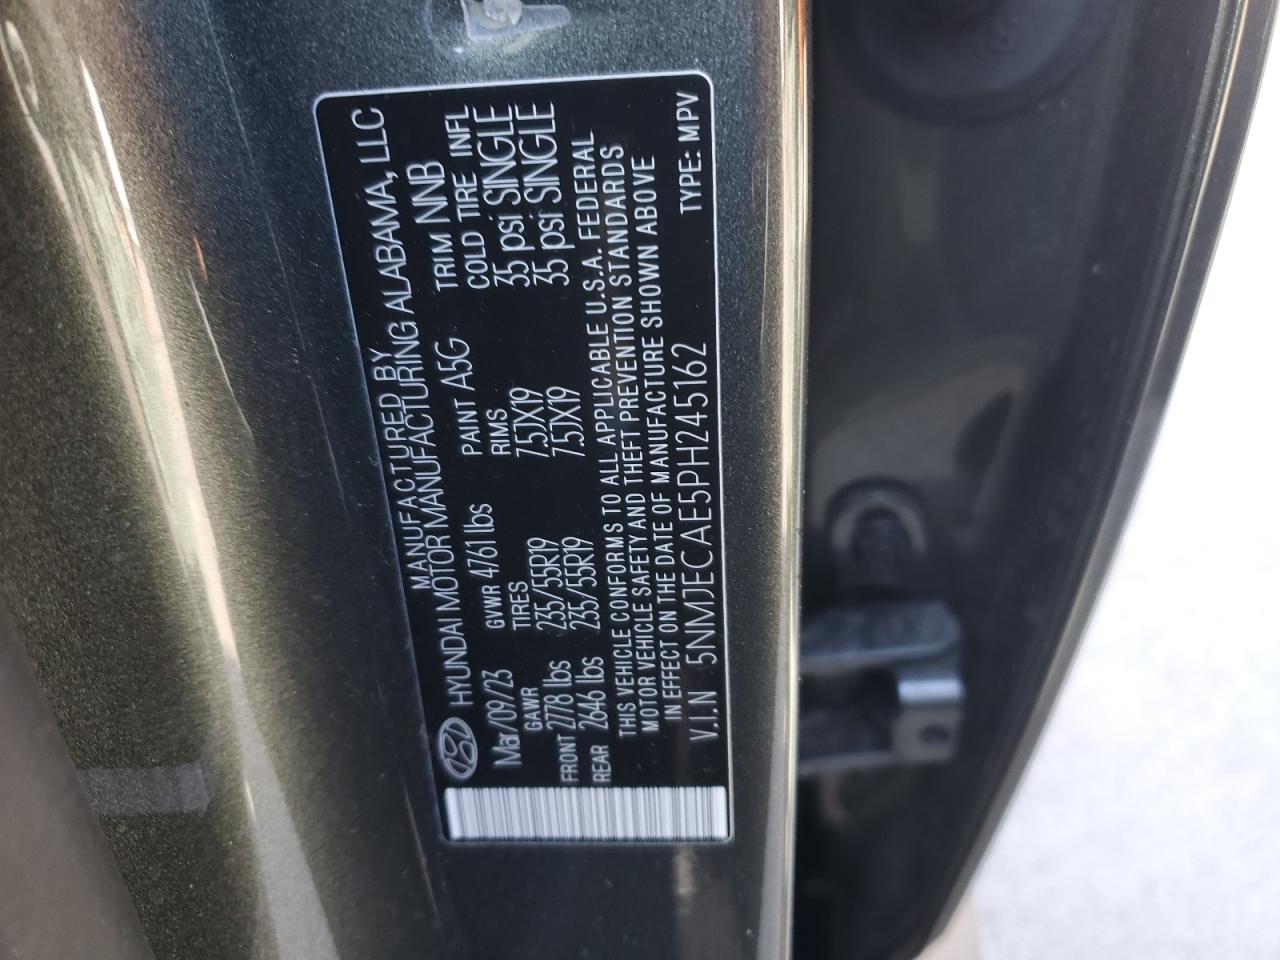 MANUFACTURED BY
HYUNDAI MOTOR MANUFACTURING ALABAMA, LLC
Mar/09/23 GVWR 4761 lbs PAINT A5G TRIM NNB
GAWR TIRES RIMS COLD TIRE INFL
FRONT 2778 lbs 235/55R19 7.5JX19 35 psi SINGLE
REAR 2646 lbs 235/55R19 7.5JX19 35 psi SINGLE
THIS VEHICLE CONFORMS TO ALL APPLICABLE U.S.A. FEDERAL
MOTOR VEHICLE SAFETY AND THEFT PREVENTION STANDARDS
IN EFFECT ON THE DATE OF MANUFACTURE SHOWN ABOVE
V.I.N 5NMJECAE5PH245162 TYPE: MPV